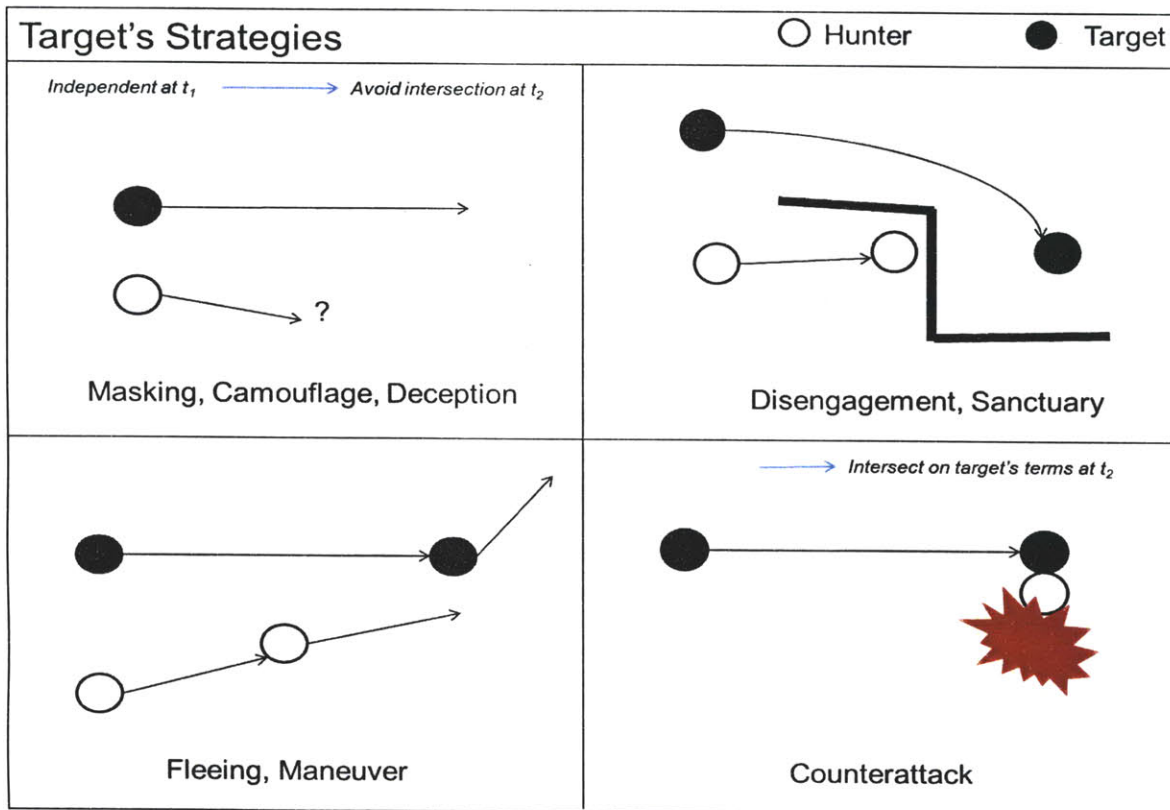 Target's Strategies
Hunter
Target
Independent at t₁
Avoid intersection at t₂
?
Masking, Camouflage, Deception
Disengagement, Sanctuary
Fleeing, Maneuver
Intersect on target's terms at t₂
Counterattack